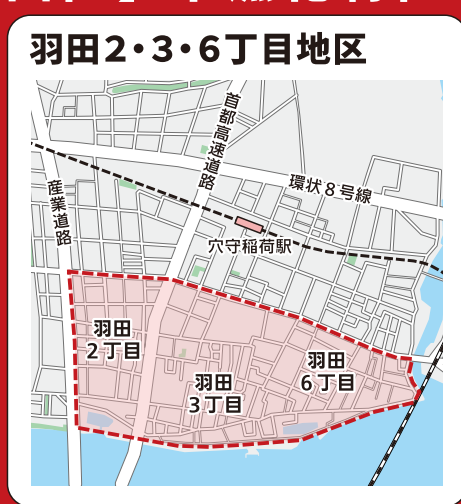 羽田2・3・6丁目地区
首都高速道路
環状8号線
産業道路
穴守稲荷駅
羽田
2丁目
羽田
3丁目
羽田
6丁目